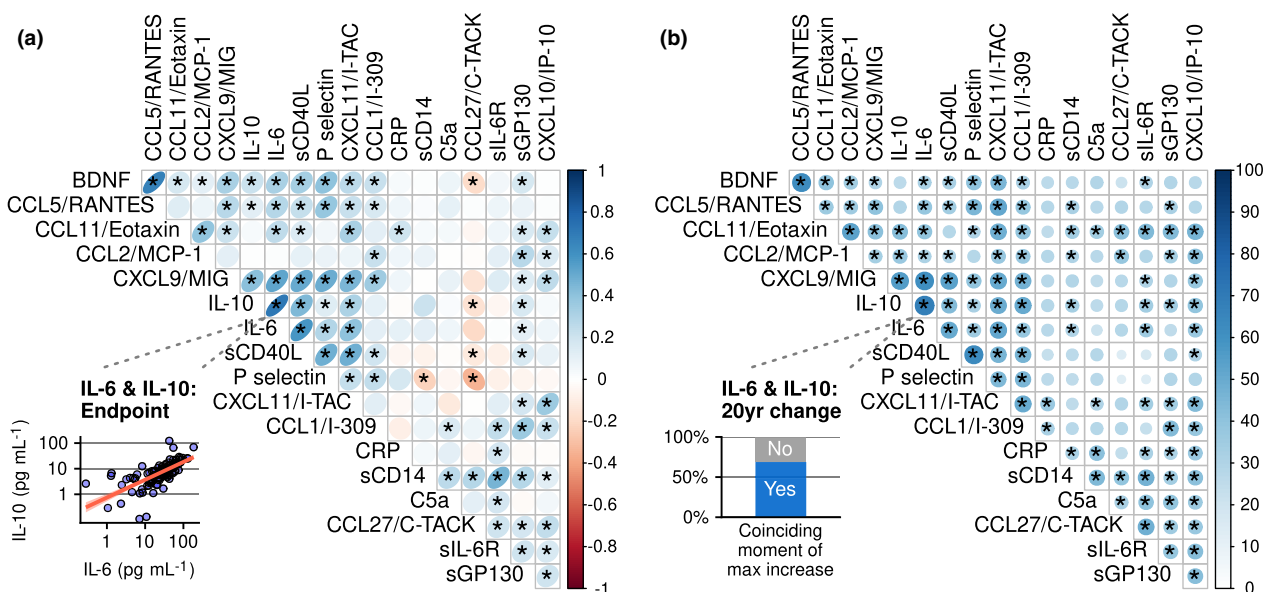 (a)
CCL5/RANTES
CCL11/Eotaxin
CCL2/MCP-1
CXCL9/MIG
IL-10
IL-6
sCD40L
P selectin
CXCL11/I-TAC
CCL1/I-309
CRP
sCD14
C5a
CCL27/C-TACK
sIL-6R
sGP130
CXCL10/IP-10
BDNF
CCL5/RANTES
CCL11/Eotaxin
CCL2/MCP-1
CXCL9/MIG
IL-10
IL-6
sCD40L
P selectin
CXCL11/I-TAC
CCL1/I-309
CRP
sCD14
C5a
CCL27/C-TACK
sIL-6R
sGP130
1
0.8
0.6
0.4
0.2
0
-0.2
-0.4
-0.6
-0.8
-1
IL-6 & IL-10:
Endpoint
IL-10 (pg mL-1)
100
10
1
1 10 100
IL-6 (pg mL-1)
(b)
CCL5/RANTES
CCL11/Eotaxin
CCL2/MCP-1
CXCL9/MIG
IL-10
IL-6
sCD40L
P selectin
CXCL11/I-TAC
CCL1/I-309
CRP
sCD14
C5a
CCL27/C-TACK
sIL-6R
sGP130
CXCL10/IP-10
BDNF
CCL5/RANTES
CCL11/Eotaxin
CCL2/MCP-1
CXCL9/MIG
IL-10
IL-6
sCD40L
P selectin
CXCL11/I-TAC
CCL1/I-309
CRP
sCD14
C5a
CCL27/C-TACK
sIL-6R
sGP130
100
90
80
70
60
50
40
30
20
10
0
IL-6 & IL-10:
20yr change
100%
50%
0%
No
Yes
Coinciding
moment of
max increase